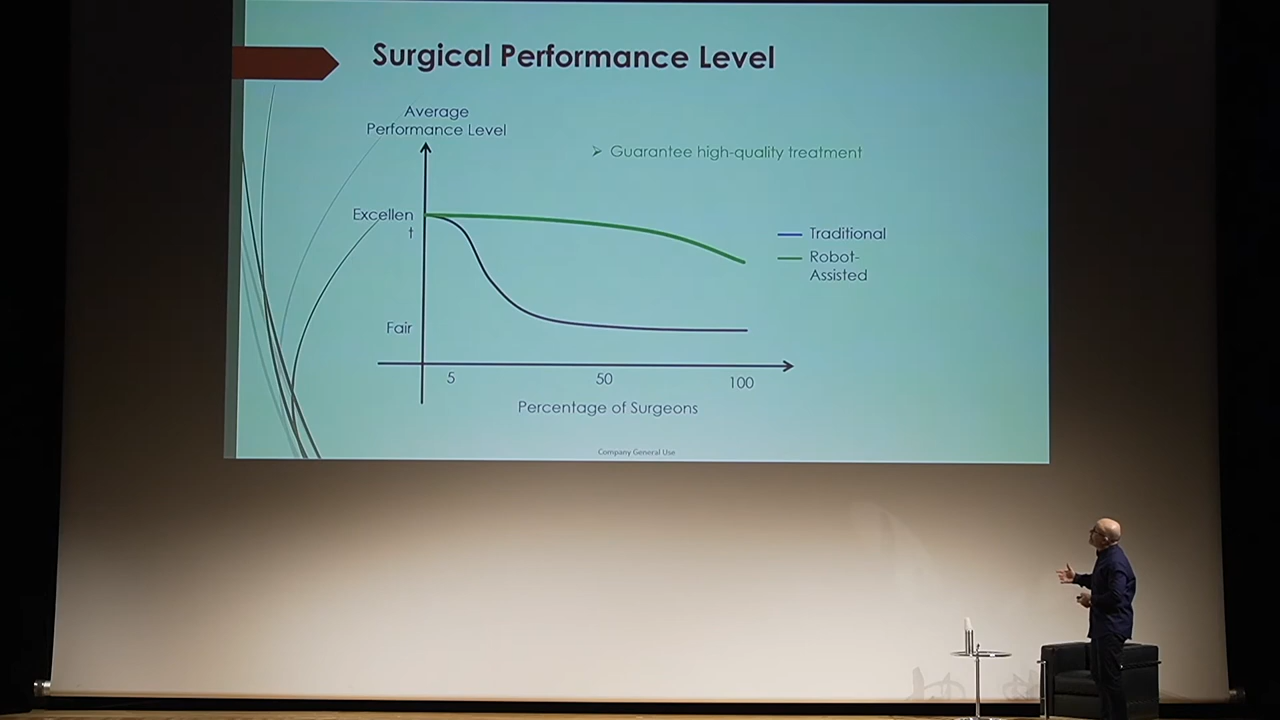 Surgical Performance Level
Average
Performance Level
➢ Guarantee high-quality treatment
Excellen
t
Traditional
Robot-
Assisted
Fair
5
50
100
Percentage of Surgeons
Company General Use